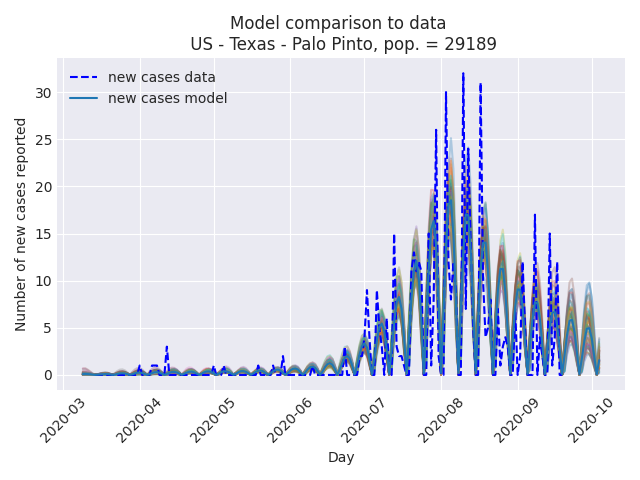 Model comparison to data
US - Texas - Palo Pinto, pop. = 29189
new cases data
new cases model
Number of new cases reported
30
25
20
15
10
5
0
2020-03
2020-04
2020-05
2020-06
2020-07
2020-08
2020-09
2020-10
Day